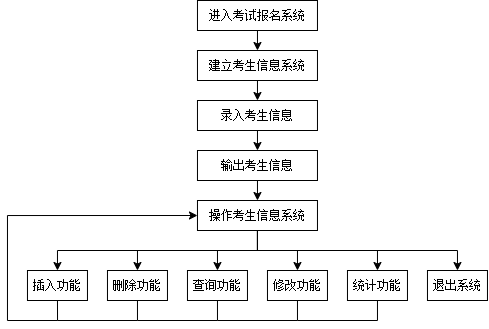 进入考试报名系统
建立考生信息系统
录入考生信息
输出考生信息
操作考生信息系统
插入功能 删除功能 查询功能 修改功能 统计功能 退出系统